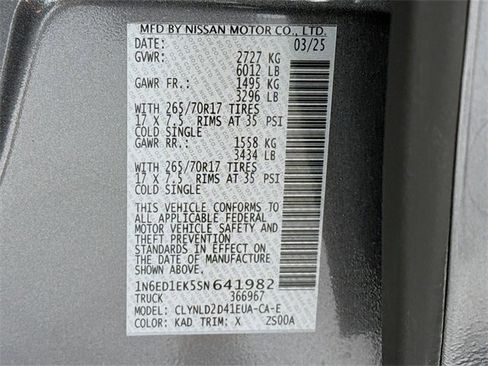 MFD BY NISSAN MOTOR CO., LTD.
DATE: 03/25
GVWR: 2727 KG
6012 LB
GAWR FR.: 1495 KG
3296 LB
WITH 265/70R17 TIRES
17 X 7.5 RIMS AT 35 PSI
COLD SINGLE
GAWR RR.: 1558 KG
3434 LB
WITH 265/70R17 TIRES
17 X 7.5 RIMS AT 35 PSI
COLD SINGLE
THIS VEHICLE CONFORMS TO
ALL APPLICABLE FEDERAL
MOTOR VEHICLE SAFETY AND
THEFT PREVENTION
STANDARDS IN EFFECT ON
THE DATE OF MANUFACTURE
SHOWN ABOVE.
1N6ED1EK5SN641982
TRUCK 366967
MODEL: CLYNLD2D41EUA-CA-E
COLOR: KAD TRIM: X ZS00A